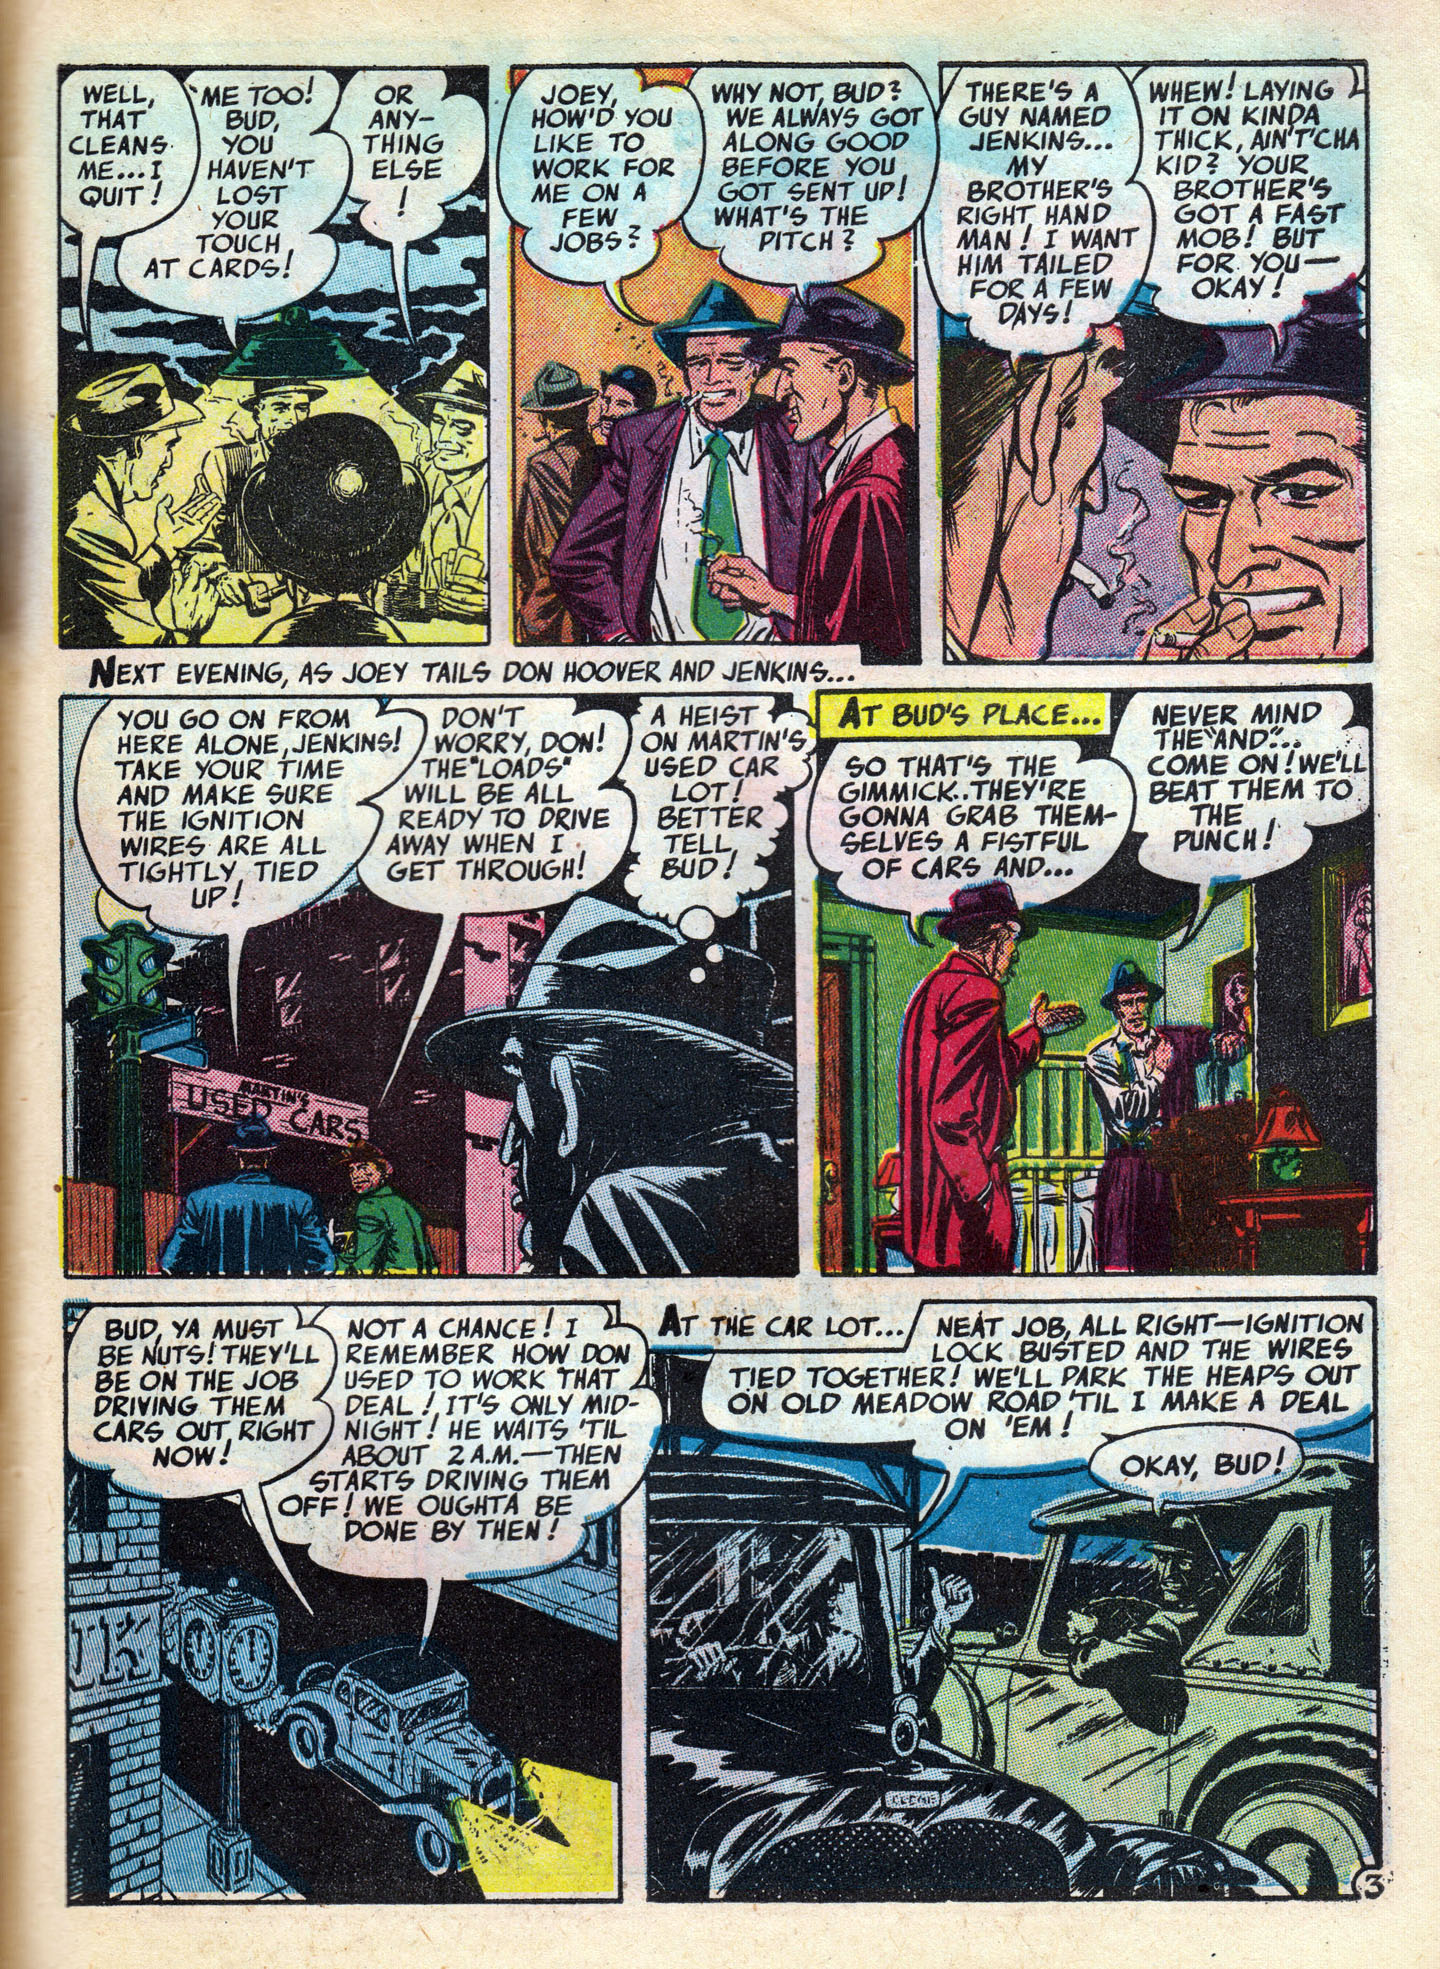 WELL,
THAT
CLEANS
ME...I
QUIT!
ME TOO!
BUD,
YOU
HAVEN'T
LOST
YOUR
TOUCH
AT CARDS!
OR
ANY-
THING
ELSE
!
JOEY,
HOW'D YOU
LIKE TO
WORK FOR
ME ON A
FEW
JOBS?
WHY NOT, BUD?
WE ALWAYS GOT
ALONG GOOD
BEFORE YOU
GOT SENT UP!
WHAT'S THE
PITCH?
THERE'S A
GUY NAMED
JENKINS...
MY
BROTHER'S
RIGHT HAND
MAN! I WANT
HIM TAILED
FOR A FEW
DAYS!
WHEW! LAYING
IT ON KINDA
THICK, AIN'T'CHA
KID? YOUR
BROTHER'S
GOT A FAST
MOB! BUT
FOR YOU—
OKAY!
NEXT EVENING, AS JOEY TAILS DON HOOVER AND JENKINS...
YOU GO ON FROM
HERE ALONE, JENKINS!
TAKE YOUR TIME
AND MAKE SURE
THE IGNITION
WIRES ARE ALL
TIGHTLY TIED
UP!
DON'T
WORRY, DON!
THE "LOADS"
WILL BE ALL
READY TO DRIVE
AWAY WHEN I
GET THROUGH!
A HEIST
ON MARTIN'S
USED CAR
LOT!
BETTER
TELL
BUD!
MARTIN'S
USED CARS
AT BUD'S PLACE...
SO THAT'S THE
GIMMICK..THEY'RE
GONNA GRAB THEM-
SELVES A FISTFUL
OF CARS AND...
NEVER MIND
THE "AND"...
COME ON! WE'LL
BEAT THEM TO
THE
PUNCH!
BUD, YA MUST
BE NUTS! THEY'LL
BE ON THE JOB
DRIVING THEM
CARS OUT, RIGHT
NOW!
NOT A CHANCE! I
REMEMBER HOW DON
USED TO WORK THAT
DEAL! IT'S ONLY MID-
NIGHT! HE WAITS 'TIL
ABOUT 2 A.M.—THEN
STARTS DRIVING THEM
OFF! WE OUGHTA BE
DONE BY THEN!
AT THE CAR LOT...
NEAT JOB, ALL RIGHT—IGNITION
LOCK BUSTED AND THE WIRES
TIED TOGETHER! WE'LL PARK THE HEAPS OUT
ON OLD MEADOW ROAD 'TIL I MAKE A DEAL
ON 'EM!
OKAY, BUD!
3